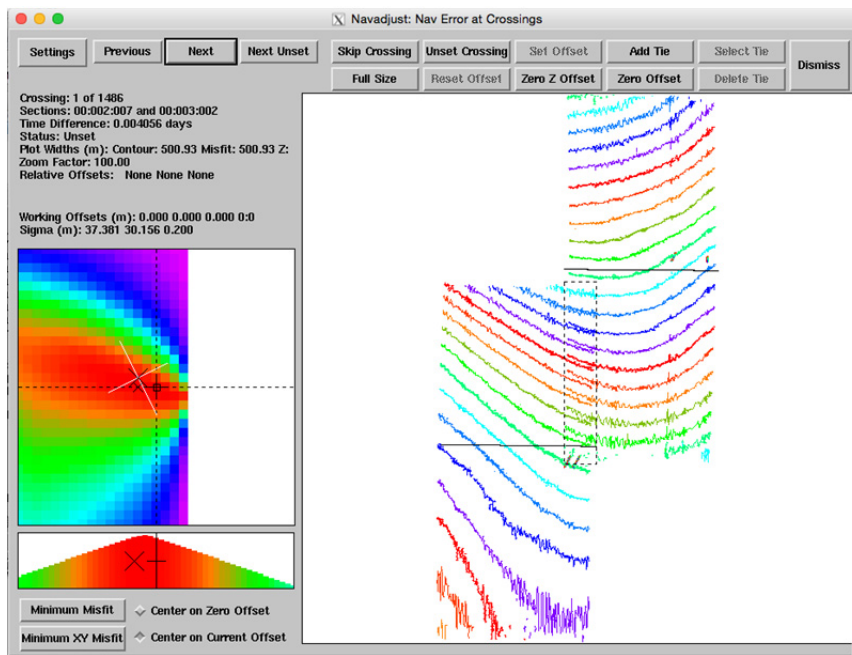 Navadjust: Nav Error at Crossings
Settings Previous Next Next Unset Skip Crossing Unset Crossing Set Offset Add Tie Select Tie Dismiss
Full Size Reset Offset Zero Z Offset Zero Offset Delete Tie
Crossing: 1 of 1486
Sections: 00:002:007 and 00:003:002
Time Difference: 0.004056 days
Status: Unset
Plot Widths (m): Contour: 500.93 Misfit: 500.93 Z:
Zoom Factor: 100.00
Relative Offsets: None None None
Working Offsets (m): 0.000 0.000 0.000 0:0
Sigma (m): 37.381 30.156 0.200
Minimum Misfit Center on Zero Offset
Minimum XY Misfit Center on Current Offset